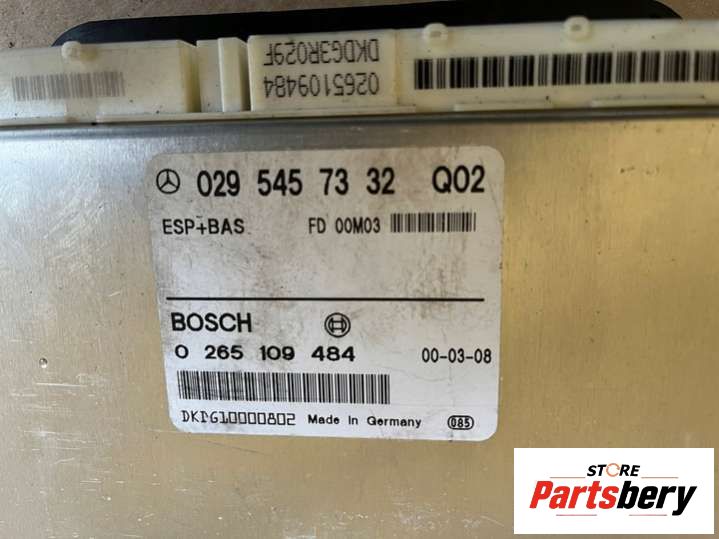 DKDG3R029F
0265109484
029 545 73 32 Q02
ESP+BAS FD 00M03
BOSCH
0 265 109 484 00-03-08
DKDG10000802 Made in Germany 085
STORE
Partsbery